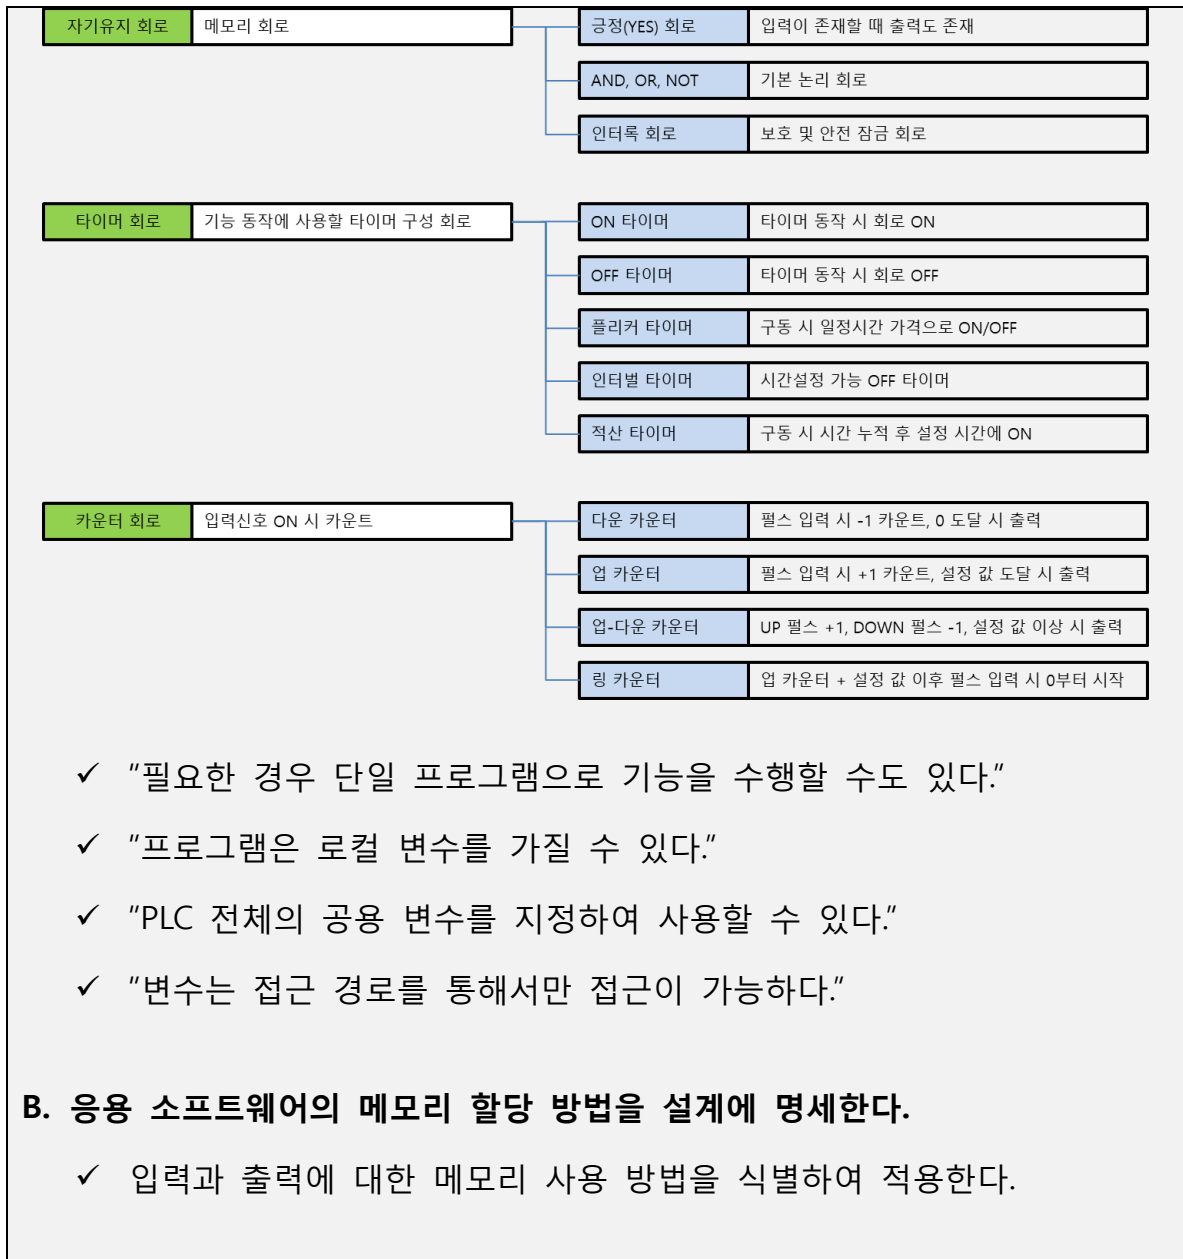 자기유지 회로 메모리 회로 긍정(YES) 회로 입력이 존재할 때 출력도 존재
AND, OR, NOT 기본 논리 회로
인터록 회로 보호 및 안전 잠금 회로
타이머 회로 기능 동작에 사용할 타이머 구성 회로 ON 타이머 타이머 동작 시 회로 ON
OFF 타이머 타이머 동작 시 회로 OFF
플리커 타이머 구동 시 일정시간 가격으로 ON/OFF
인터벌 타이머 시간설정 가능 OFF 타이머
적산 타이머 구동 시 시간 누적 후 설정 시간에 ON
카운터 회로 입력신호 ON 시 카운트 다운 카운터 펄스 입력 시 -1 카운트, 0 도달 시 출력
업 카운터 펄스 입력 시 +1 카운트, 설정 값 도달 시 출력
업-다운 카운터 UP 펄스 +1, DOWN 펄스 -1, 설정 값 이상 시 출력
링 카운터 업 카운터 + 설정 값 이후 펄스 입력 시 0부터 시작
✓ "필요한 경우 단일 프로그램으로 기능을 수행할 수도 있다."
✓ "프로그램은 로컬 변수를 가질 수 있다."
✓ "PLC 전체의 공용 변수를 지정하여 사용할 수 있다."
✓ "변수는 접근 경로를 통해서만 접근이 가능하다."
B. 응용 소프트웨어의 메모리 할당 방법을 설계에 명세한다.
✓ 입력과 출력에 대한 메모리 사용 방법을 식별하여 적용한다.